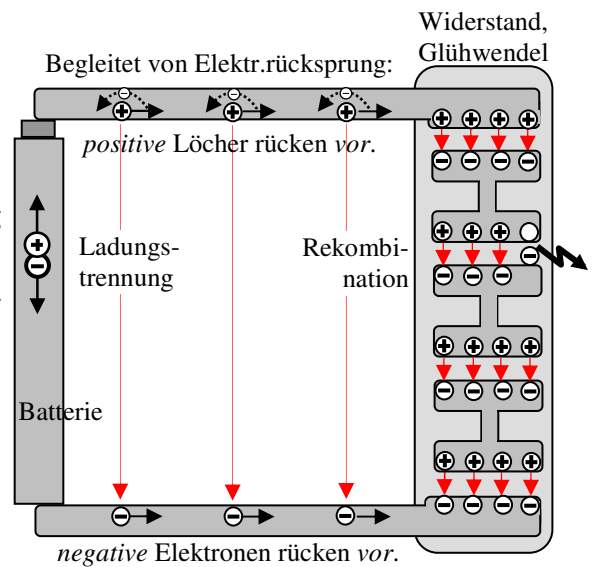 Widerstand,
Glühwendel
Begleitet von Elektr.rücksprung:
positive Löcher rücken vor.
Ladungs-
trennung
Rekombi-
nation
Batterie
negative Elektronen rücken vor.